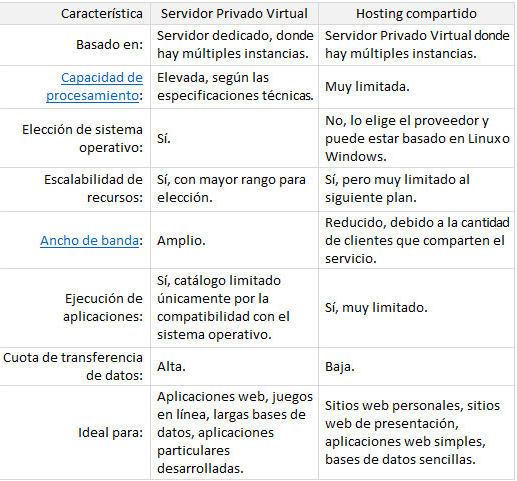 Característica Servidor Privado Virtual Hosting compartido
Basado en: Servidor dedicado, donde Servidor Privado Virtual donde
hay múltiples instancias. hay múltiples instancias.
Capacidad de Elevada, según las
procesamiento: especificaciones técnicas. Muy limitada.
No, lo elige el proveedor y
Elección de sistema puede estar basado en Linux o
operativo: Sí. Windows.
Escalabilidad de Sí, con mayor rango para Sí, pero muy limitado al
recursos: elección. siguiente plan.
Reducido, debido a la cantidad
Ancho de banda: Amplio. de clientes que comparten el
servicio.
Sí, catálogo limitado
Ejecución de únicamente por la
aplicaciones: compatibilidad con el Sí, muy limitado.
sistema operativo.
Cuota de transferencia
de datos: Alta. Baja.
Aplicaciones web, juegos
en línea, largas bases de Sitios web personales, sitios
Ideal para: datos, aplicaciones web de presentación,
particulares aplicaciones web simples,
desarrolladas. bases de datos sencillas.